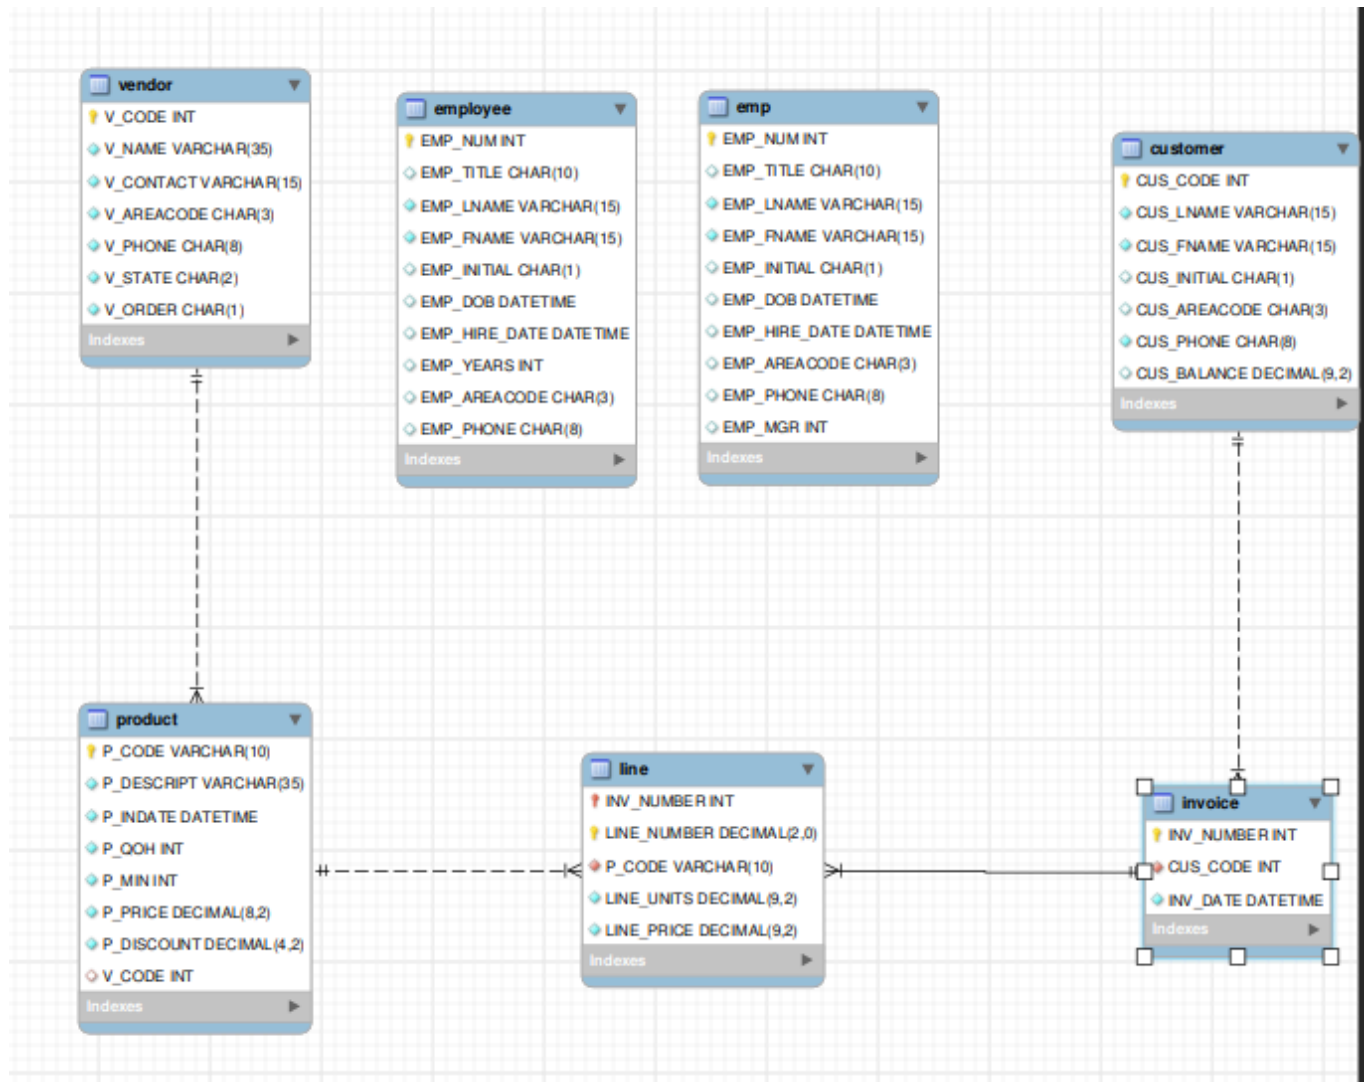 vendor
V_CODE INT
V_NAME VARCHAR(35)
V_CONTACT VARCHAR(15)
V_AREACODE CHAR(3)
V_PHONE CHAR(8)
V_STATE CHAR(2)
V_ORDER CHAR(1)
Indexes
employee
EMP_NUM INT
EMP_TITLE CHAR(10)
EMP_LNAME VARCHAR(15)
EMP_FNAME VARCHAR(15)
EMP_INITIAL CHAR(1)
EMP_DOB DATETIME
EMP_HIRE_DATE DATETIME
EMP_YEARS INT
EMP_AREACODE CHAR(3)
EMP_PHONE CHAR(8)
Indexes
emp
EMP_NUM INT
EMP_TITLE CHAR(10)
EMP_LNAME VARCHAR(15)
EMP_FNAME VARCHAR(15)
EMP_INITIAL CHAR(1)
EMP_DOB DATETIME
EMP_HIRE_DATE DATETIME
EMP_AREACODE CHAR(3)
EMP_PHONE CHAR(8)
EMP_MGR INT
Indexes
customer
CUS_CODE INT
CUS_LNAME VARCHAR(15)
CUS_FNAME VARCHAR(15)
CUS_INITIAL CHAR(1)
CUS_AREACODE CHAR(3)
CUS_PHONE CHAR(8)
CUS_BALANCE DECIMAL(9,2)
Indexes
product
P_CODE VARCHAR(10)
P_DESCRIPT VARCHAR(35)
P_INDATE DATETIME
P_QOH INT
P_MIN INT
P_PRICE DECIMAL(8,2)
P_DISCOUNT DECIMAL(4,2)
V_CODE INT
Indexes
line
INV_NUMBER INT
LINE_NUMBER DECIMAL(2,0)
P_CODE VARCHAR(10)
LINE_UNITS DECIMAL(9,2)
LINE_PRICE DECIMAL(9,2)
Indexes
invoice
INV_NUMBER INT
CUS_CODE INT
INV_DATE DATETIME
Indexes